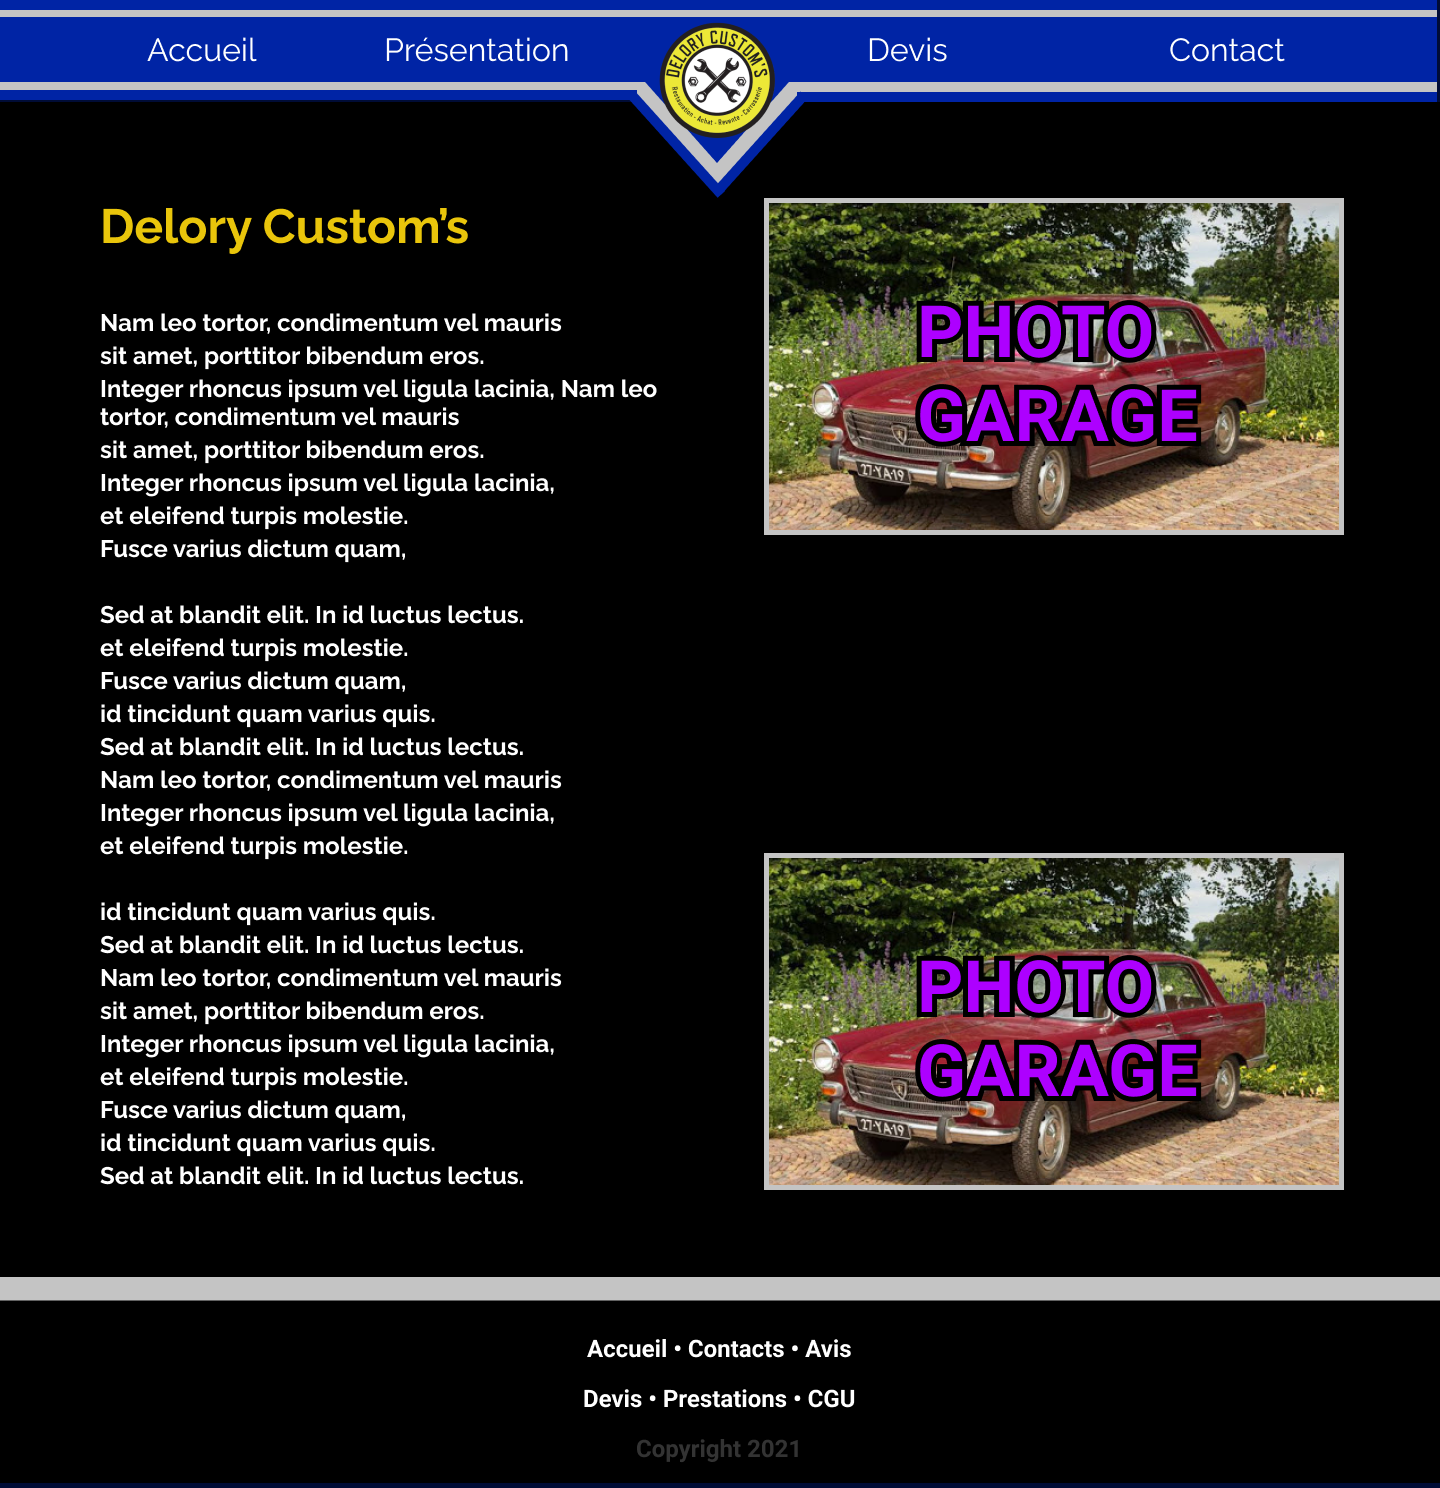 Accueil
Présentation
DELORY CUSTOM'S
Restauration - Achat - Revente - Carrosserie
Devis
Contact
Delory Custom’s
Nam leo tortor, condimentum vel mauris
sit amet, porttitor bibendum eros.
Integer rhoncus ipsum vel ligula lacinia, Nam leo
tortor, condimentum vel mauris
sit amet, porttitor bibendum eros.
Integer rhoncus ipsum vel ligula lacinia,
et eleifend turpis molestie.
Fusce varius dictum quam,
Sed at blandit elit. In id luctus lectus.
et eleifend turpis molestie.
Fusce varius dictum quam,
id tincidunt quam varius quis.
Sed at blandit elit. In id luctus lectus.
Nam leo tortor, condimentum vel mauris
Integer rhoncus ipsum vel ligula lacinia,
et eleifend turpis molestie.
id tincidunt quam varius quis.
Sed at blandit elit. In id luctus lectus.
Nam leo tortor, condimentum vel mauris
sit amet, porttitor bibendum eros.
Integer rhoncus ipsum vel ligula lacinia,
et eleifend turpis molestie.
Fusce varius dictum quam,
id tincidunt quam varius quis.
Sed at blandit elit. In id luctus lectus.
PHOTO
GARAGE
27-YA-19
PHOTO
GARAGE
27-YA-19
Accueil • Contacts • Avis
Devis • Prestations • CGU
Copyright 2021